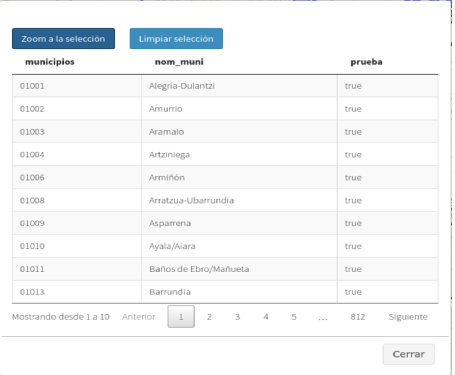 Zoom a la selección Limpiar selección
municipios nom_muni prueba
01001 Alegría-Dulantzi true
01002 Amurrio true
01003 Aramaio true
01004 Artziniega true
01006 Armiñón true
01008 Arratzua-Ubarrundia true
01009 Asparrena true
01010 Ayala/Aiara true
01011 Baños de Ebro/Mañueta true
01013 Barrundia true
Mostrando desde 1 a 10 Anterior 1 2 3 4 5 ... 812 Siguiente
Cerrar